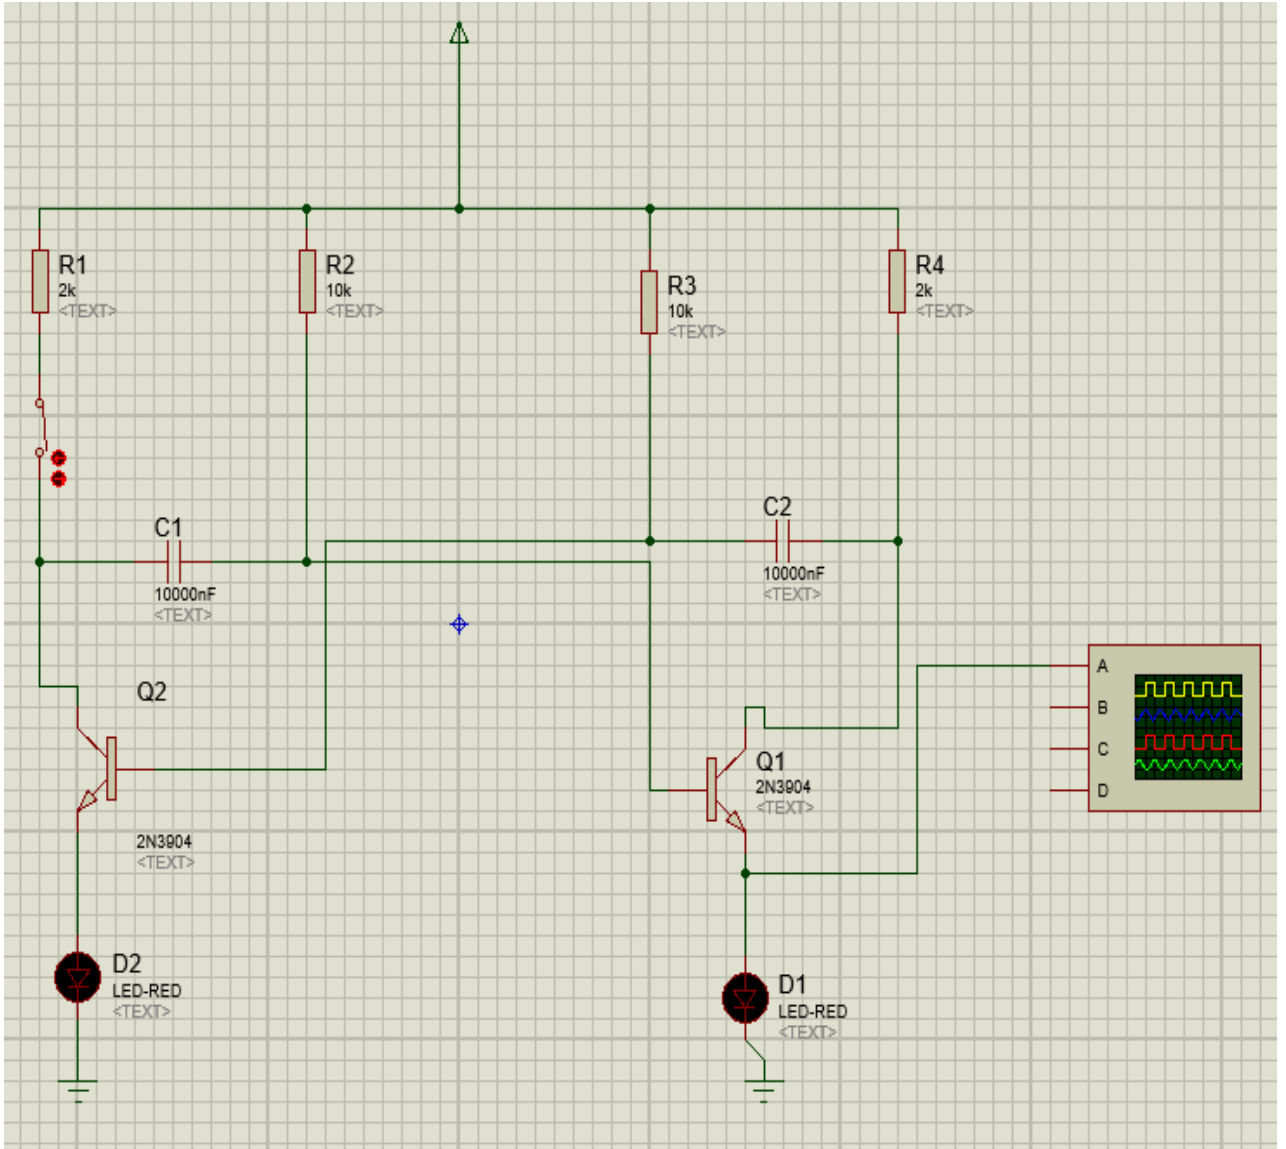 R1
2k
<TEXT>
R2
10k
<TEXT>
R3
10k
<TEXT>
R4
2k
<TEXT>
C1
10000nF
<TEXT>
C2
10000nF
<TEXT>
Q2
2N3904
<TEXT>
Q1
2N3904
<TEXT>
A
B
C
D
D2
LED-RED
<TEXT>
D1
LED-RED
<TEXT>